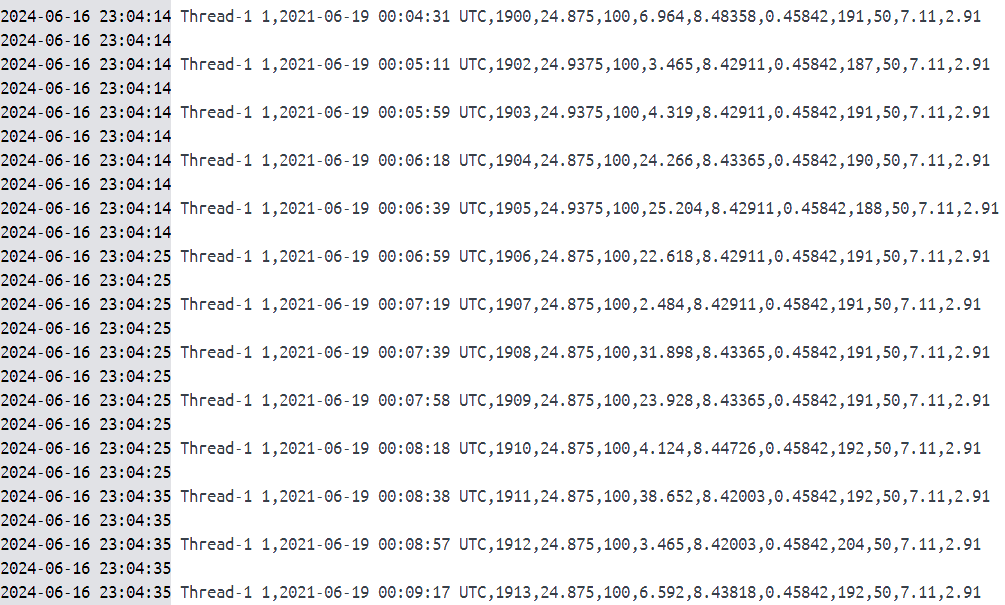 2024-06-16 23:04:14 Thread-1 1,2021-06-19 00:04:31 UTC,1900,24.875,100,6.964,8.48358,0.45842,191,50,7.11,2.91
2024-06-16 23:04:14
2024-06-16 23:04:14 Thread-1 1,2021-06-19 00:05:11 UTC,1902,24.9375,100,3.465,8.42911,0.45842,187,50,7.11,2.91
2024-06-16 23:04:14
2024-06-16 23:04:14 Thread-1 1,2021-06-19 00:05:59 UTC,1903,24.9375,100,4.319,8.42911,0.45842,191,50,7.11,2.91
2024-06-16 23:04:14
2024-06-16 23:04:14 Thread-1 1,2021-06-19 00:06:18 UTC,1904,24.875,100,24.266,8.43365,0.45842,190,50,7.11,2.91
2024-06-16 23:04:14
2024-06-16 23:04:14 Thread-1 1,2021-06-19 00:06:39 UTC,1905,24.9375,100,25.204,8.42911,0.45842,188,50,7.11,2.91
2024-06-16 23:04:14
2024-06-16 23:04:25 Thread-1 1,2021-06-19 00:06:59 UTC,1906,24.875,100,22.618,8.42911,0.45842,191,50,7.11,2.91
2024-06-16 23:04:25
2024-06-16 23:04:25 Thread-1 1,2021-06-19 00:07:19 UTC,1907,24.875,100,2.484,8.42911,0.45842,191,50,7.11,2.91
2024-06-16 23:04:25
2024-06-16 23:04:25 Thread-1 1,2021-06-19 00:07:39 UTC,1908,24.875,100,31.898,8.43365,0.45842,191,50,7.11,2.91
2024-06-16 23:04:25
2024-06-16 23:04:25 Thread-1 1,2021-06-19 00:07:58 UTC,1909,24.875,100,23.928,8.43365,0.45842,191,50,7.11,2.91
2024-06-16 23:04:25
2024-06-16 23:04:25 Thread-1 1,2021-06-19 00:08:18 UTC,1910,24.875,100,4.124,8.44726,0.45842,192,50,7.11,2.91
2024-06-16 23:04:25
2024-06-16 23:04:35 Thread-1 1,2021-06-19 00:08:38 UTC,1911,24.875,100,38.652,8.42003,0.45842,192,50,7.11,2.91
2024-06-16 23:04:35
2024-06-16 23:04:35 Thread-1 1,2021-06-19 00:08:57 UTC,1912,24.875,100,3.465,8.42003,0.45842,204,50,7.11,2.91
2024-06-16 23:04:35
2024-06-16 23:04:35 Thread-1 1,2021-06-19 00:09:17 UTC,1913,24.875,100,6.592,8.43818,0.45842,192,50,7.11,2.91